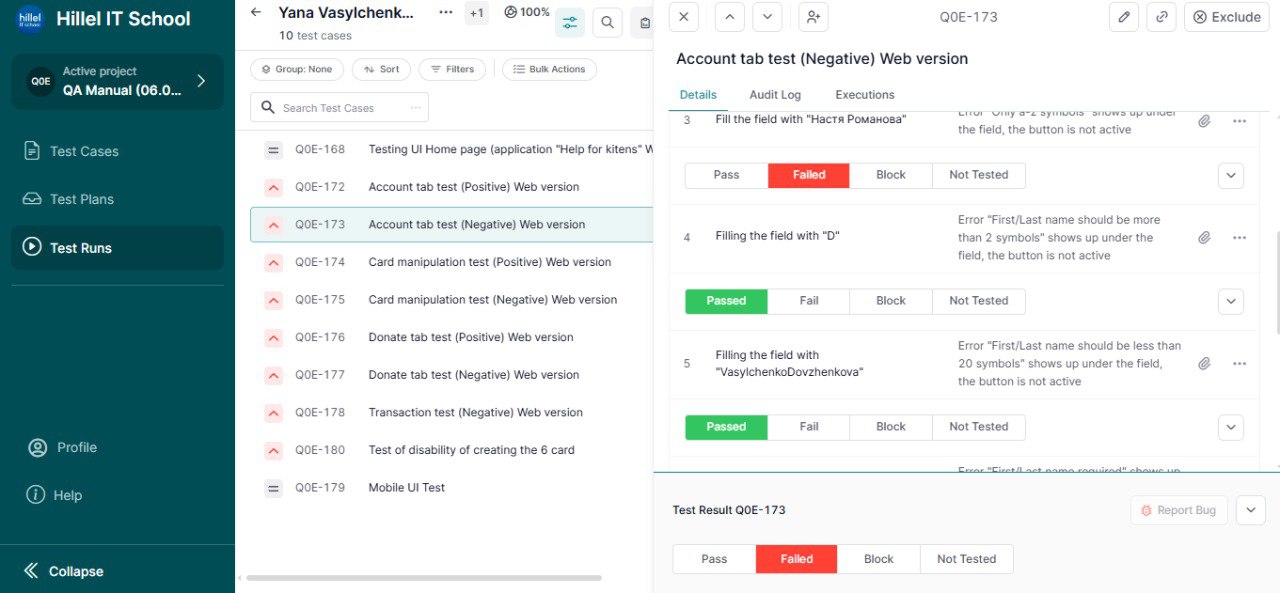 hillel
IT school
Hillel IT School
Q0E
Active project
QA Manual (06.0...
Test Cases
Test Plans
Test Runs
Profile
Help
Collapse
Yana Vasylchenk...
+1
100%
10 test cases
Group: None
Sort
Filters
Bulk Actions
Search Test Cases
Q0E-168 Testing UI Home page (application "Help for kitens" W
Q0E-172 Account tab test (Positive) Web version
Q0E-173 Account tab test (Negative) Web version
Q0E-174 Card manipulation test (Positive) Web version
Q0E-175 Card manipulation test (Negative) Web version
Q0E-176 Donate tab test (Positive) Web version
Q0E-177 Donate tab test (Negative) Web version
Q0E-178 Transaction test (Negative) Web version
Q0E-180 Test of disability of creating the 6 card
Q0E-179 Mobile UI Test
Q0E-173
Exclude
Account tab test (Negative) Web version
Details Audit Log Executions
3 Fill the field with "Настя Романова"
Error "Only a-z symbols" shows up under
the field, the button is not active
Pass Failed Block Not Tested
4 Filling the field with "D"
Error "First/Last name should be more
than 2 symbols" shows up under the
field, the button is not active
Passed Fail Block Not Tested
5
Filling the field with
"VasylchenkoDovzhenkova"
Error "First/Last name should be less than
20 symbols" shows up under the field,
the button is not active
Passed Fail Block Not Tested
Error "First/Last name required" shows up
Test Result Q0E-173
Report Bug
Pass Failed Block Not Tested